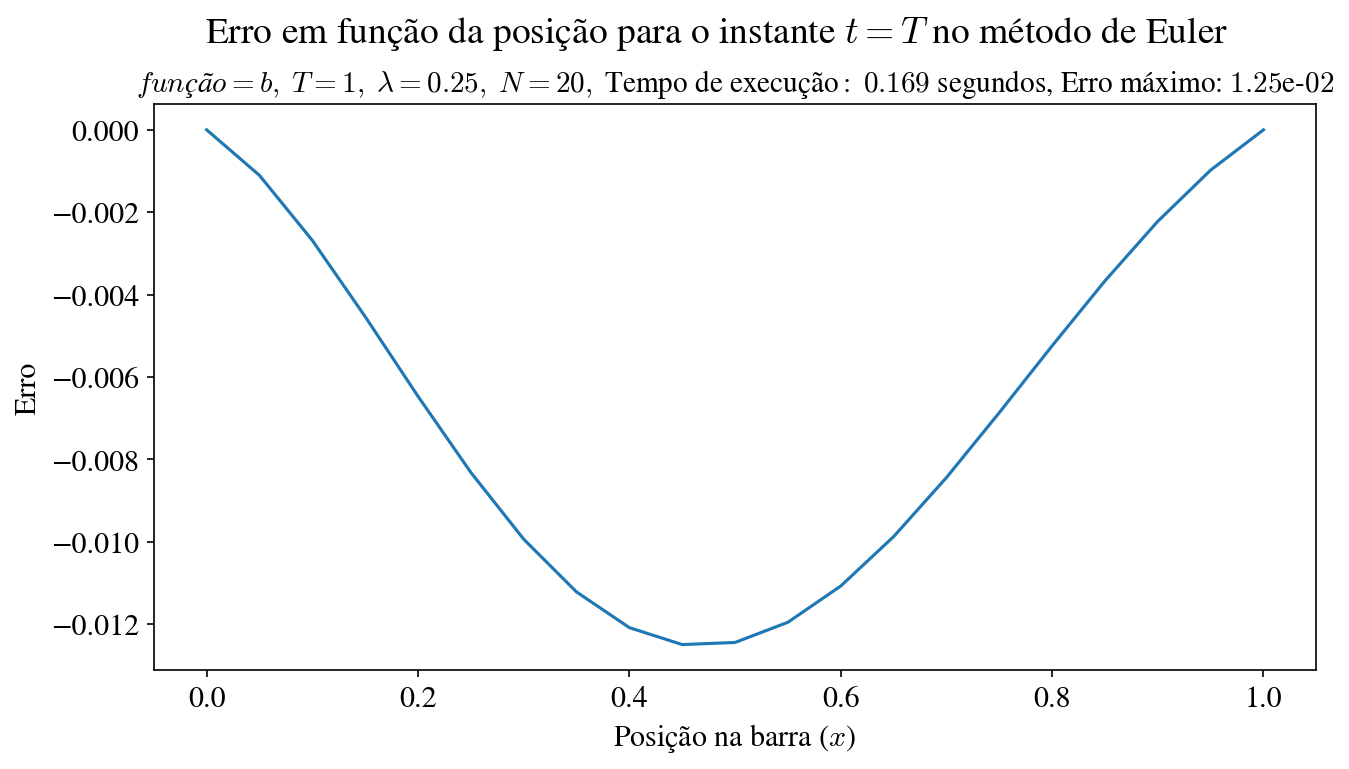 Erro em função da posição para o instante t = T no método de Euler
função = b, T = 1, λ = 0.25, N = 20, Tempo de execução : 0.169 segundos, Erro máximo: 1.25e-02
0.000
−0.002
−0.004
−0.006
−0.008
−0.010
−0.012
Erro
0.0 0.2 0.4 0.6 0.8 1.0
Posição na barra (x)